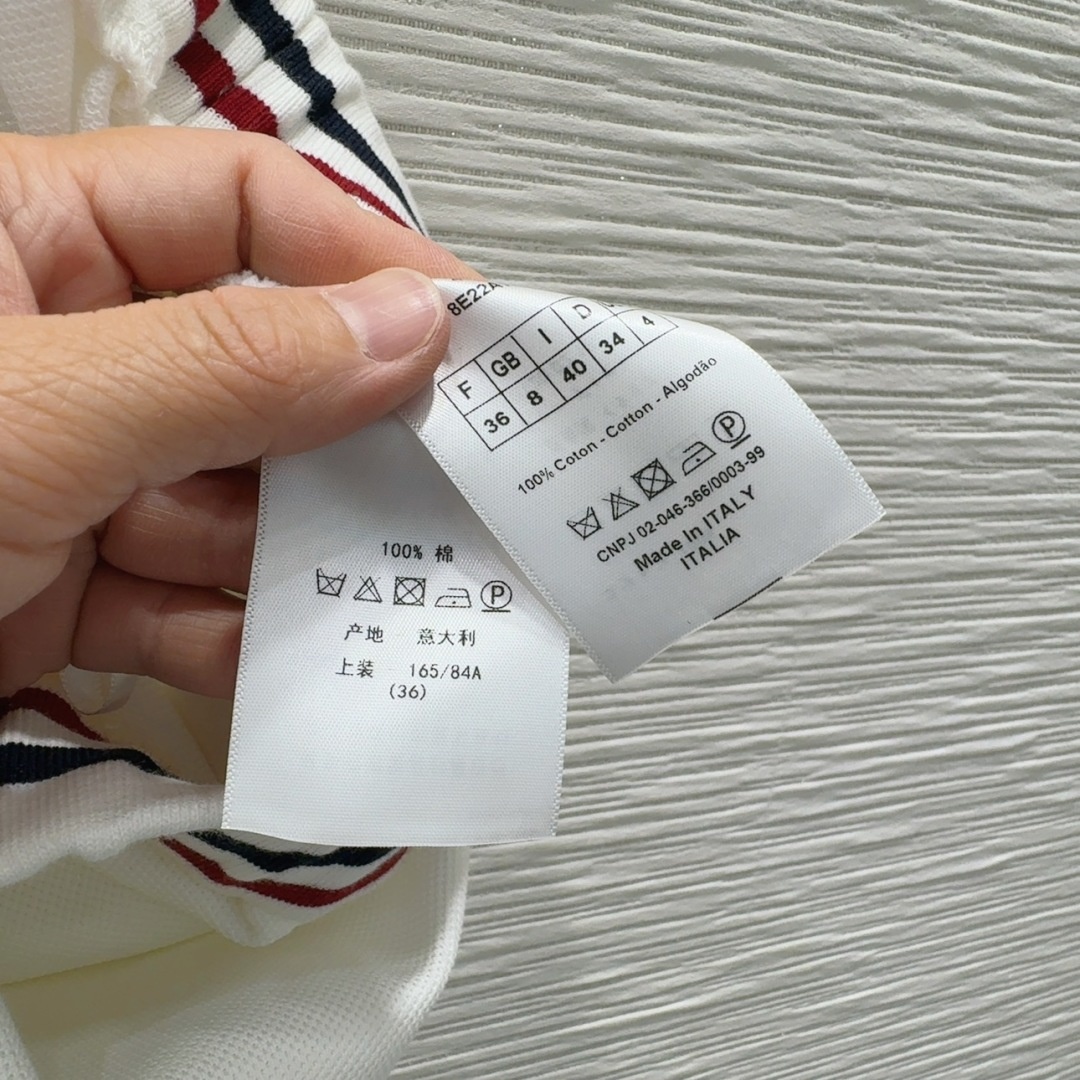 8E22A
F GB I D
36 8 40 34 4
100% Coton - Cotton - Algodão
P
CNPJ 02-046-366/0003-99
Made In ITALY
ITALIA
100% 棉
P
产地 意大利
上装 165/84A
(36)